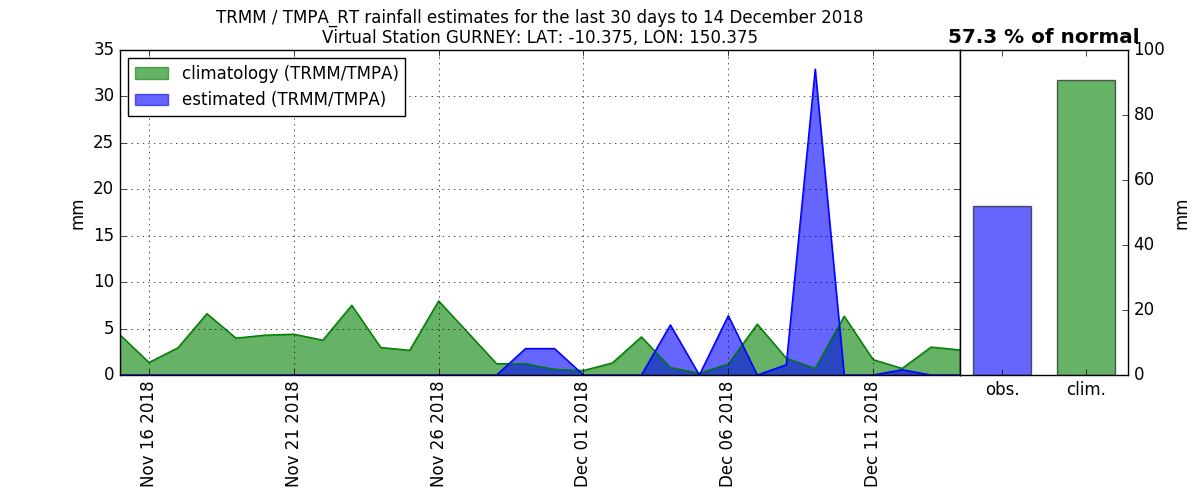 TRMM / TMPA_RT rainfall estimates for the last 30 days to 14 December 2018
Virtual Station GURNEY: LAT: -10.375, LON: 150.375
57.3 % of normal
climatology (TRMM/TMPA)
estimated (TRMM/TMPA)
35
30
25
20
15
10
5
0
mm
Nov 16 2018
Nov 21 2018
Nov 26 2018
Dec 01 2018
Dec 06 2018
Dec 11 2018
obs.
clim.
100
80
60
40
20
0
mm